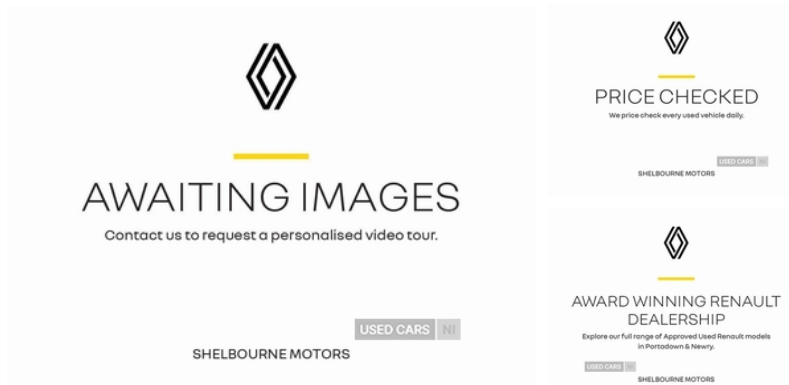 AWAITING IMAGES
Contact us to request a personalised video tour.
USED CARS NI
SHELBOURNE MOTORS
PRICE CHECKED
We price check every used vehicle daily.
USED CARS NI
SHELBOURNE MOTORS
AWARD WINNING RENAULT
DEALERSHIP
Explore our full range of Approved Used Renault models
in Portadown & Newry.
USED CARS NI
SHELBOURNE MOTORS